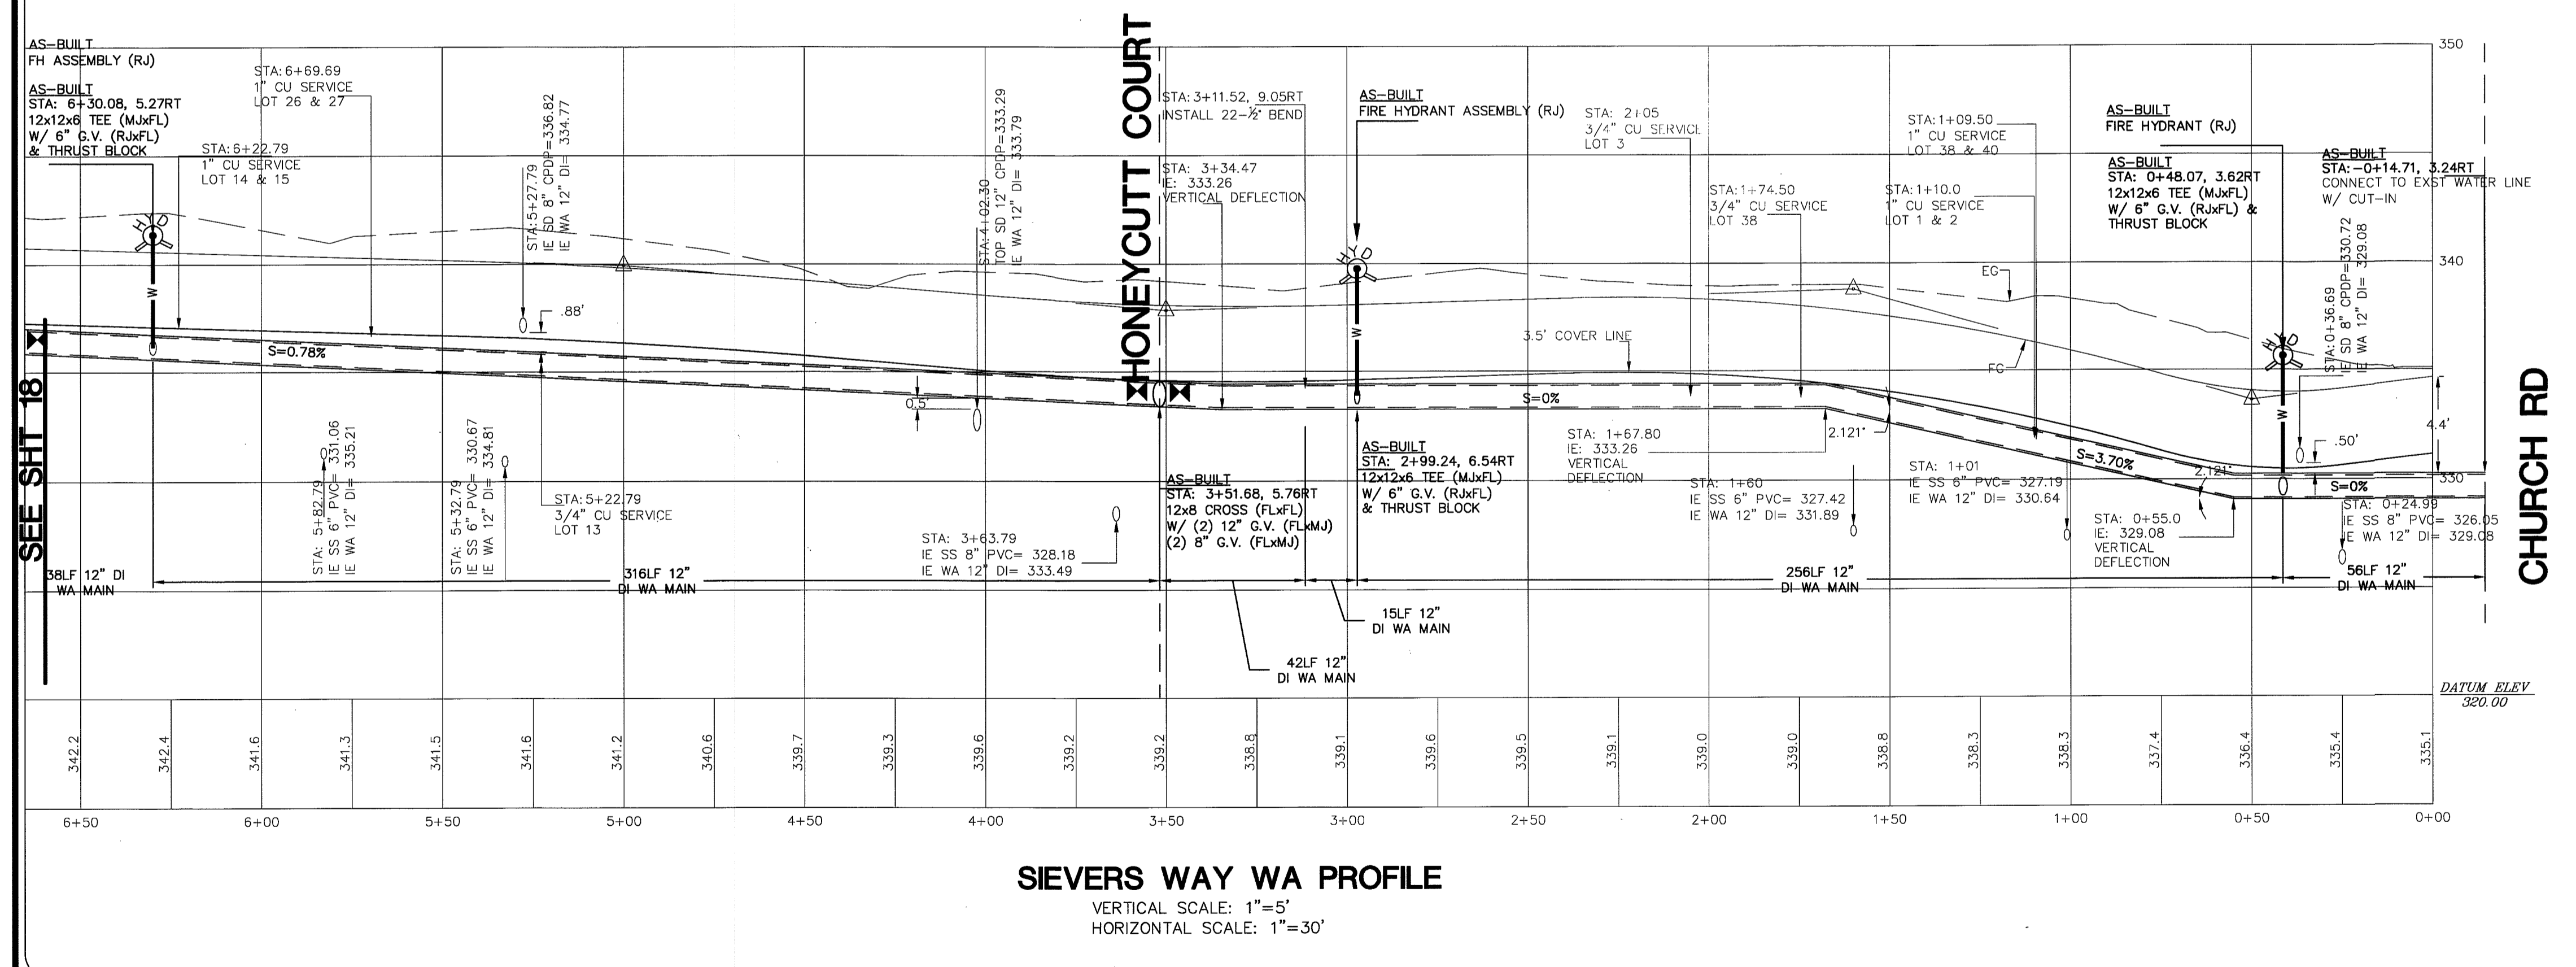 AS-BUILT
FH ASSEMBLY (RJ)
AS-BUILT
STA: 6+30.08, 5.27RT
12x12x6 TEE (MJxFL)
W/ 6" G.V. (RJxFL)
& THRUST BLOCK
STA: 6+69.69
1" CU SERVICE
LOT 26 & 27
STA: 6+22.79
1" CU SERVICE
LOT 14 & 15
STA: 5+27.79
IE SD 8" CPDP=336.82
IE WA 12" DI= 334.77
.88'
STA: 4+02.30
TOP SD 12" CPDP=333.29
IE WA 12" DI= 333.79
HONEYCUTT COURT
STA: 3+11.52, 9.05RT
INSTALL 22-½° BEND
STA: 3+34.47
IE: 333.26
VERTICAL DEFLECTION
AS-BUILT
FIRE HYDRANT ASSEMBLY (RJ)
STA: 2+05
3/4" CU SERVICE
LOT 3
STA: 1+74.50
3/4" CU SERVICE
LOT 38
STA: 1+09.50
1" CU SERVICE
LOT 38 & 40
STA: 1+10.0
1" CU SERVICE
LOT 1 & 2
AS-BUILT
FIRE HYDRANT (RJ)
AS-BUILT
STA: 0+48.07, 3.62RT
12x12x6 TEE (MJxFL)
W/ 6" G.V. (RJxFL) &
THRUST BLOCK
AS-BUILT
STA: -0+14.71, 3.24RT
CONNECT TO EXST WATER LINE
W/ CUT-IN
STA: 0+36.69
IE SD 8" CPDP=330.72
IE WA 12" DI= 329.08
350
340
330
HYD
W
HYD
W
HYD
W
EG
FG
3.5' COVER LINE
S=0.78%
0.5'
S=0%
2.121°
S=3.70%
2.121°
.50'
S=0%
4.4'
SEE SHT 18
CHURCH RD
STA: 5+82.79
IE SS 6" PVC= 331.06
IE WA 12" DI= 335.21
STA: 5+32.79
IE SS 6" PVC= 330.67
IE WA 12" DI= 334.81
STA: 5+22.79
3/4" CU SERVICE
LOT 13
STA: 3+63.79
IE SS 8" PVC= 328.18
IE WA 12" DI= 333.49
AS-BUILT
STA: 3+51.68, 5.76RT
12x8 CROSS (FLxFL)
W/ (2) 12" G.V. (FLxMJ)
(2) 8" G.V. (FLxMJ)
AS-BUILT
STA: 2+99.24, 6.54RT
12x12x6 TEE (MJxFL)
W/ 6" G.V. (RJxFL)
& THRUST BLOCK
STA: 1+67.80
IE: 333.26
VERTICAL
DEFLECTION
STA: 1+60
IE SS 6" PVC= 327.42
IE WA 12" DI= 331.89
STA: 1+01
IE SS 6" PVC= 327.19
IE WA 12" DI= 330.64
STA: 0+55.0
IE: 329.08
VERTICAL
DEFLECTION
STA: 0+24.99
IE SS 8" PVC= 326.05
IE WA 12" DI= 329.08
38LF 12" DI
WA MAIN
316LF 12"
DI WA MAIN
42LF 12"
DI WA MAIN
15LF 12"
DI WA MAIN
256LF 12"
DI WA MAIN
56LF 12"
DI WA MAIN
DATUM ELEV
320.00
342.2 342.4 341.6 341.3 341.5 341.6 341.2 340.6 339.7 339.3 339.6 339.2 339.2 338.8 339.1 339.6 339.5 339.1 339.0 339.0 338.8 338.3 338.3 337.4 336.4 335.4 335.1
6+50 6+00 5+50 5+00 4+50 4+00 3+50 3+00 2+50 2+00 1+50 1+00 0+50 0+00
SIEVERS WAY WA PROFILE
VERTICAL SCALE: 1"=5'
HORIZONTAL SCALE: 1"=30'